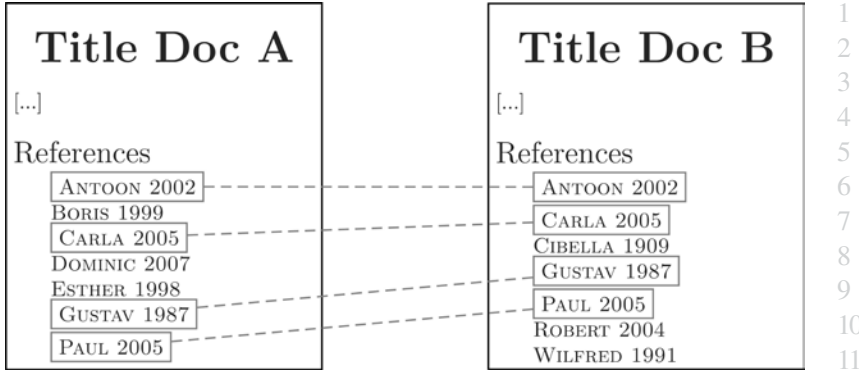 Title Doc A
[...]
References
ANTOON 2002
BORIS 1999
CARLA 2005
DOMINIC 2007
ESTHER 1998
GUSTAV 1987
PAUL 2005
Title Doc B
[...]
References
ANTOON 2002
CARLA 2005
CIBELLA 1909
GUSTAV 1987
PAUL 2005
ROBERT 2004
WILFRED 1991
1
2
3
4
5
6
7
8
9
10
11